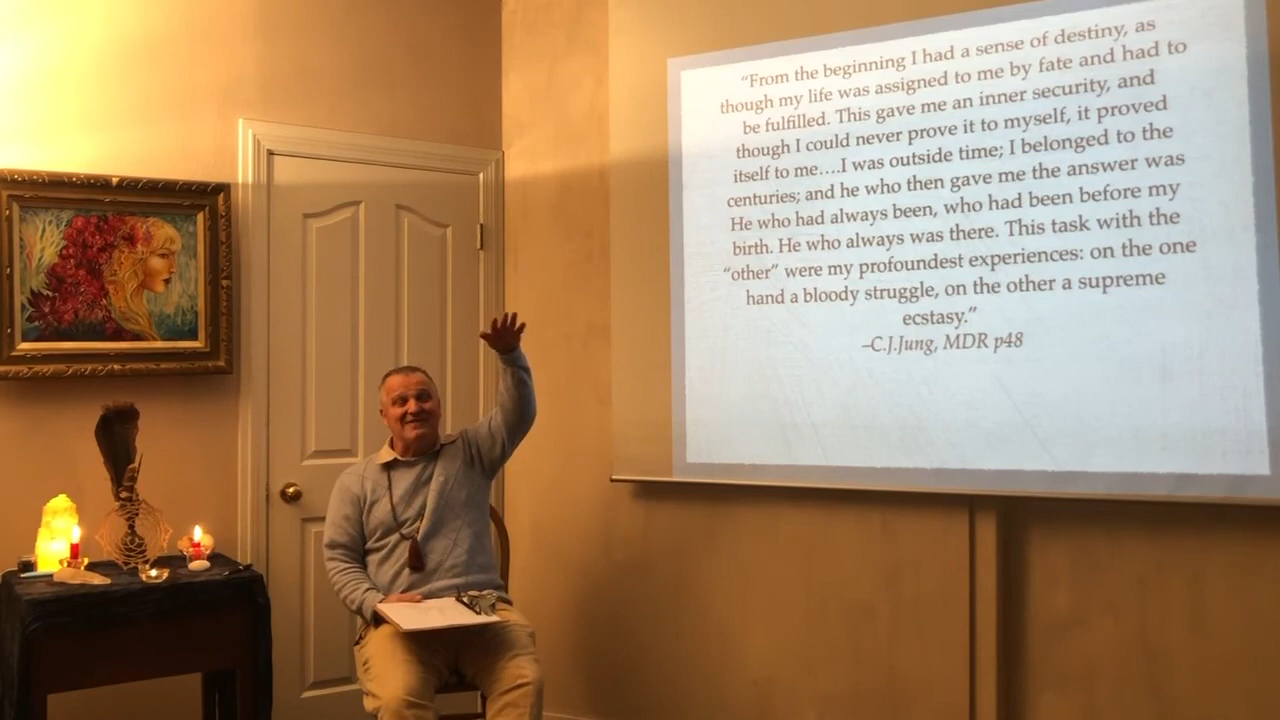 “From the beginning I had a sense of destiny, as
though my life was assigned to me by fate and had to
be fulfilled. This gave me an inner security, and
though I could never prove it to myself, it proved
itself to me….I was outside time; I belonged to the
centuries; and he who then gave me the answer was
He who had always been, who had been before my
birth. He who always was there. This task with the
“other” were my profoundest experiences: on the one
hand a bloody struggle, on the other a supreme
ecstasy.”
–C.J.Jung, MDR p48